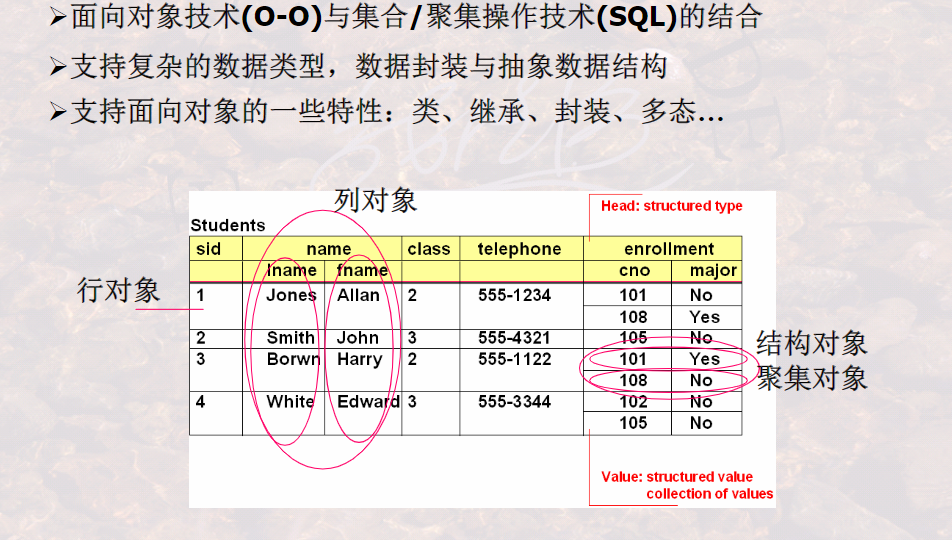 ➢面向对象技术(O-O)与集合/聚集操作技术(SQL)的结合
➢支持复杂的数据类型，数据封装与抽象数据结构
➢支持面向对象的一些特性：类、继承、封装、多态…
列对象
Head: structured type
Students
sid name class telephone enrollment
lname fname cno major
行对象
1 Jones Allan 2 555-1234 101 No
108 Yes
2 Smith John 3 555-4321 105 No
结构对象
3 Borwn Harry 2 555-1122 101 Yes
聚集对象
108 No
4 White Edward 3 555-3344 102 No
105 No
Value: structured value
collection of values